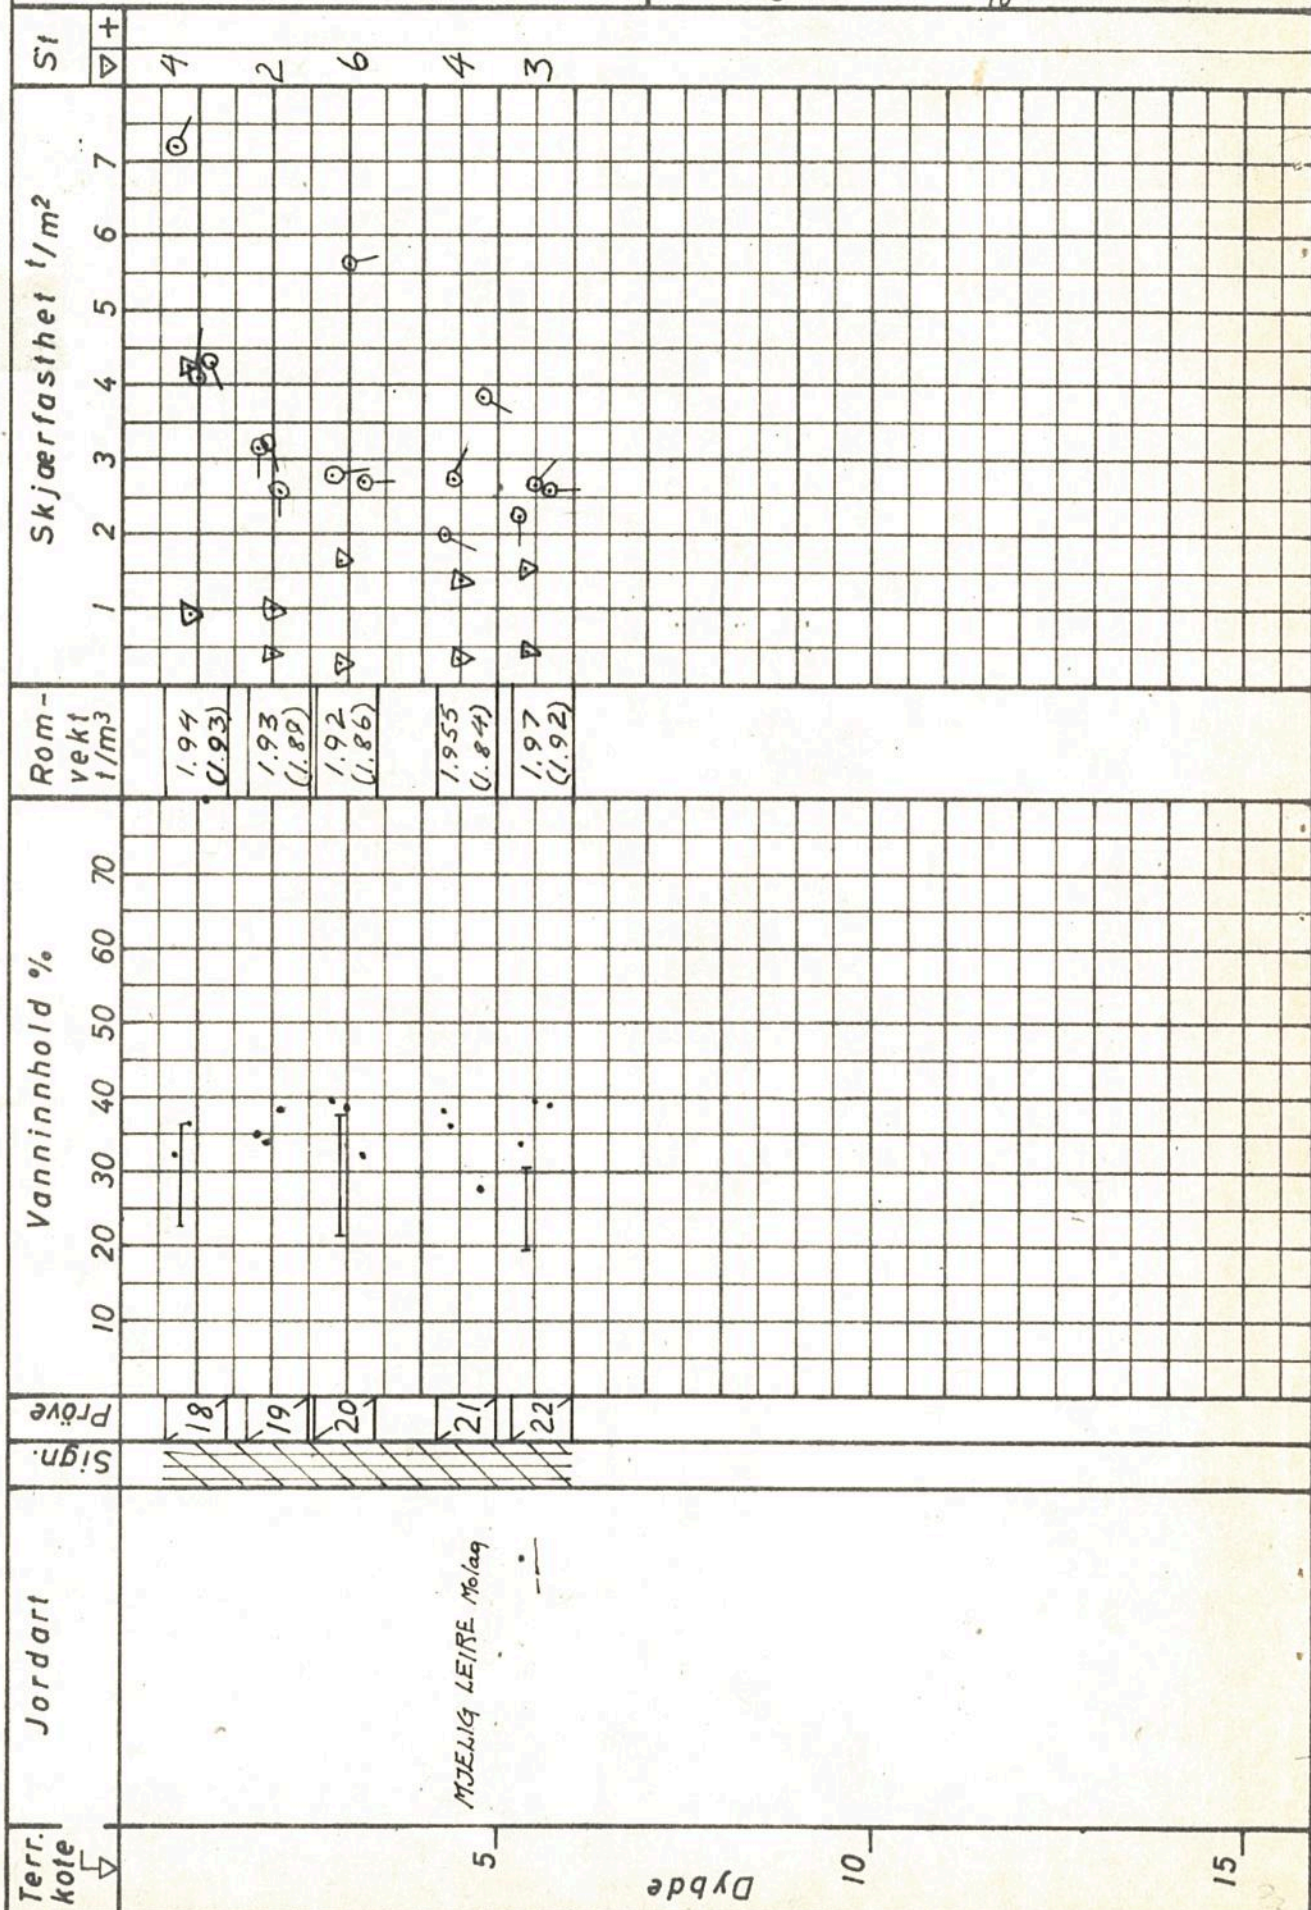 Terr. kote
Jordart
Sign.
Pröve
Vanninnhold %
10 20 30 40 50 60 70
Rom-
vekt
t/m3
Skjærfasthet t/m2
1 2 3 4 5 6 7
St
▽ +
18
1.94
(1.93)
4
19
1.93
(1.89)
2
20
1.92
(1.86)
6
MJELIG LEIRE Molag
21
1.955
(1.84)
4
5
—"—
22
1.97
(1.92)
3
Dybde
10
15